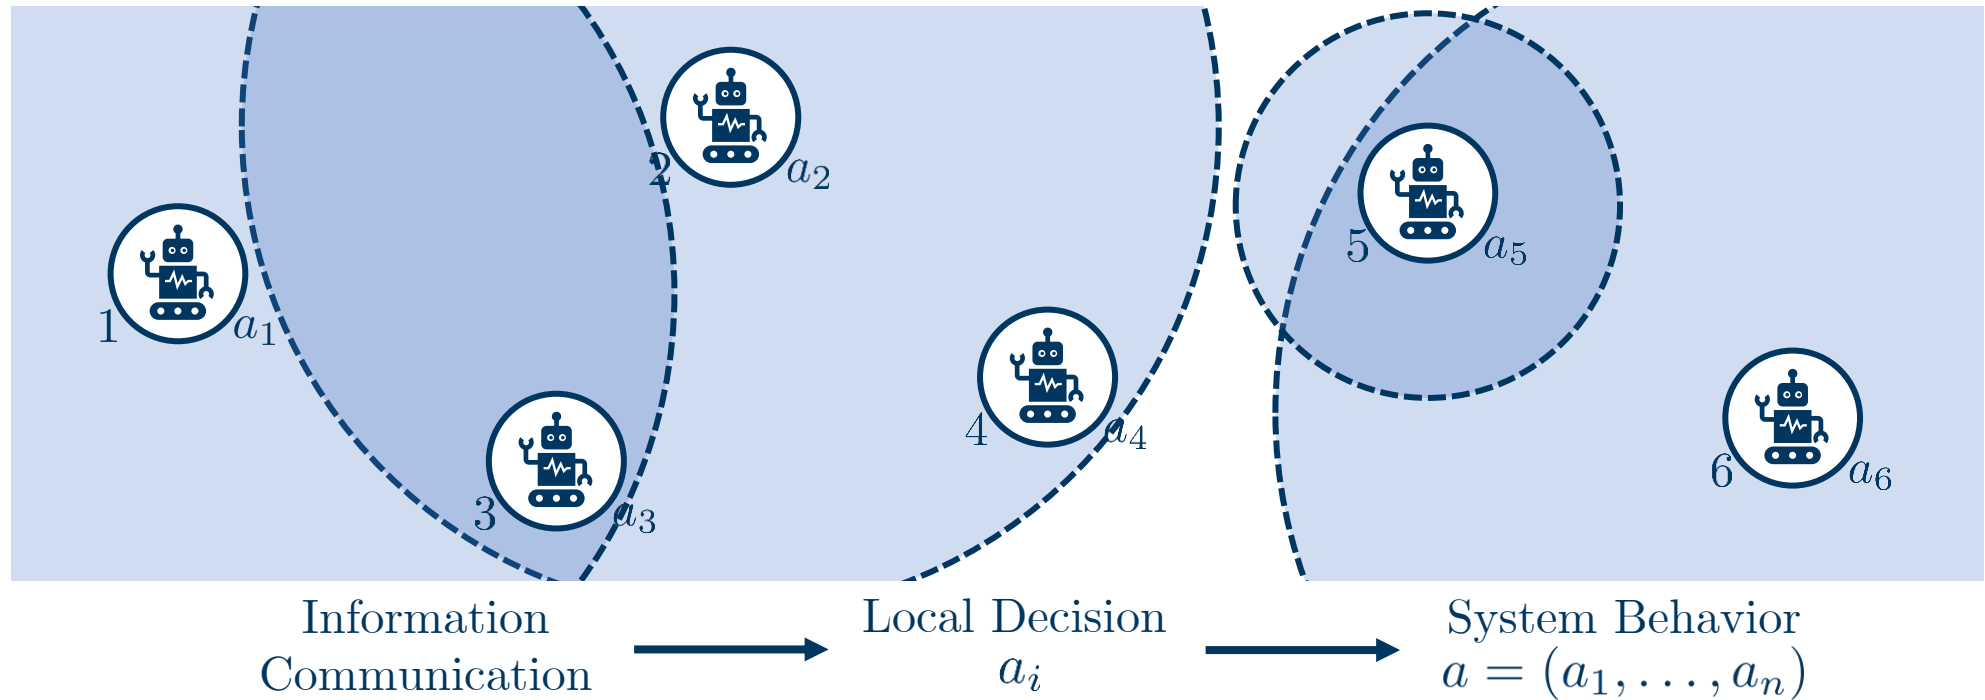 2
a₂
5
a₅
1
a₁
4
a₄
6
a₆
3
a₃
Information
Communication
Local Decision
aᵢ
System Behavior
a = (a₁, . . . , aₙ)